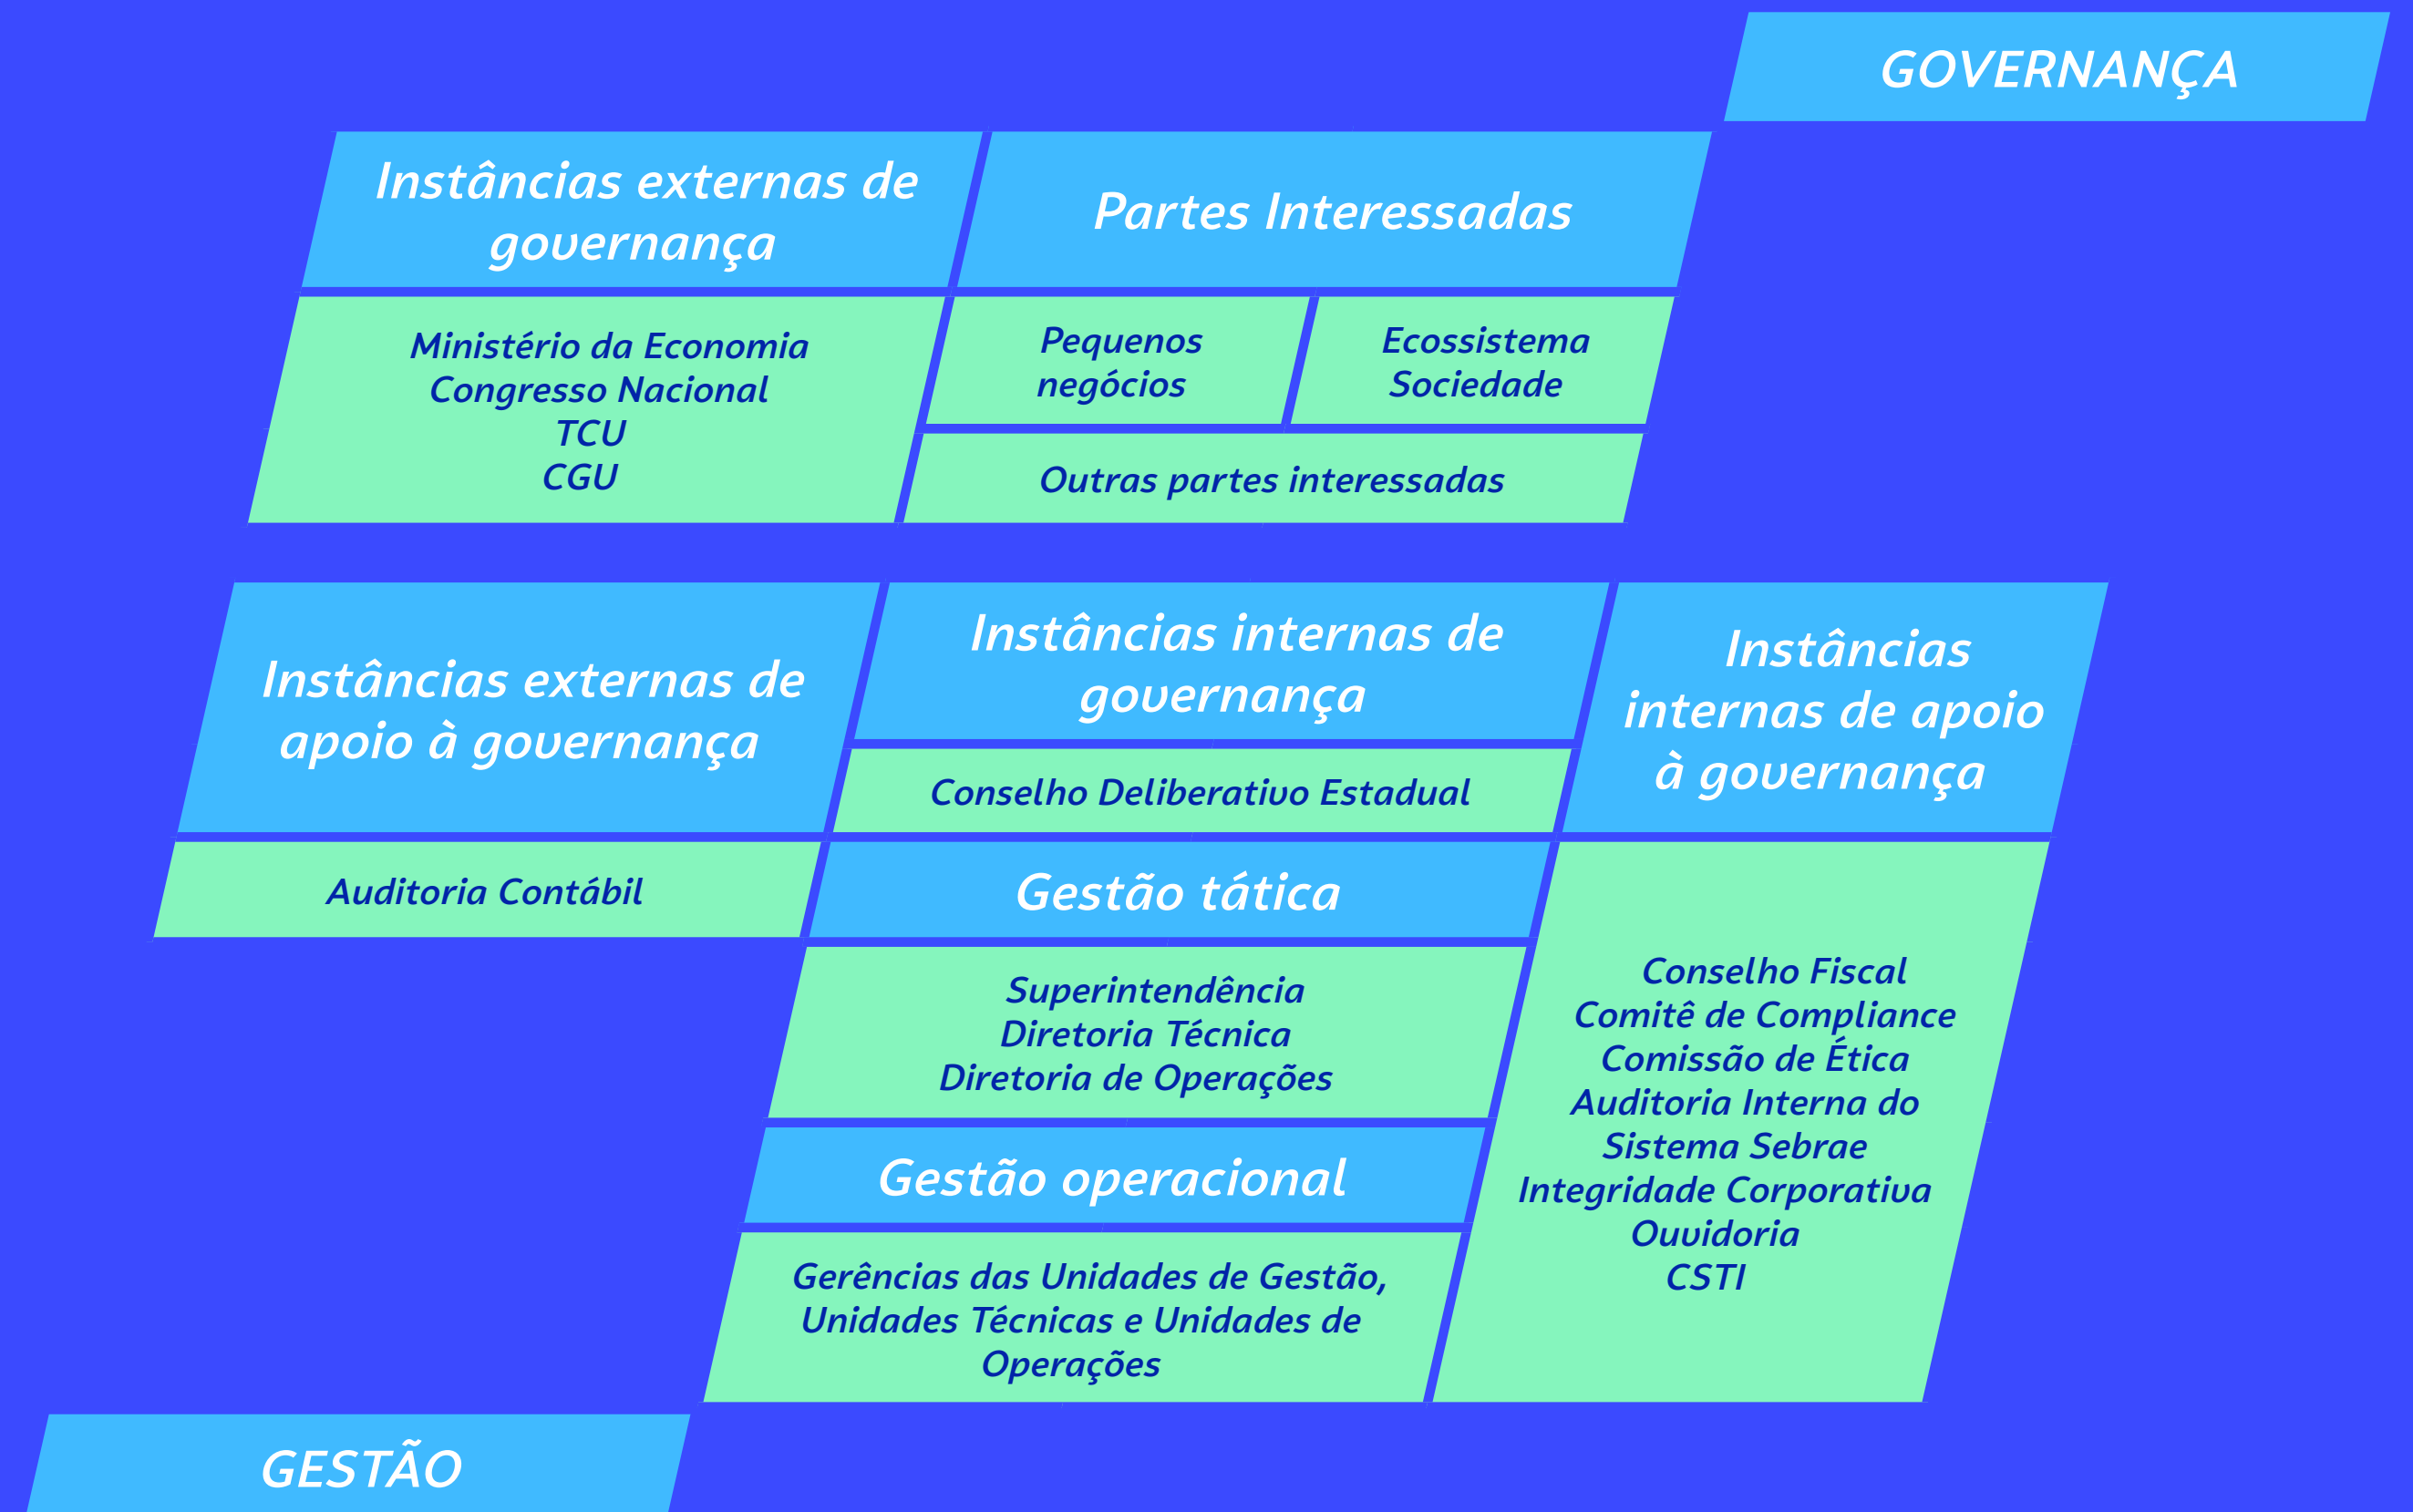 GOVERNANÇA
Instâncias externas de
governança
Partes Interessadas
Ministério da Economia
Congresso Nacional
TCU
CGU
Pequenos
negócios
Ecossistema
Sociedade
Outras partes interessadas
Instâncias externas de
apoio à governança
Auditoria Contábil
Instâncias internas de
governança
Conselho Deliberativo Estadual
Gestão tática
Superintendência
Diretoria Técnica
Diretoria de Operações
Gestão operacional
Gerências das Unidades de Gestão,
Unidades Técnicas e Unidades de
Operações
Instâncias
internas de apoio
à governança
Conselho Fiscal
Comitê de Compliance
Comissão de Ética
Auditoria Interna do
Sistema Sebrae
Integridade Corporativa
Ouvidoria
CSTI
GESTÃO